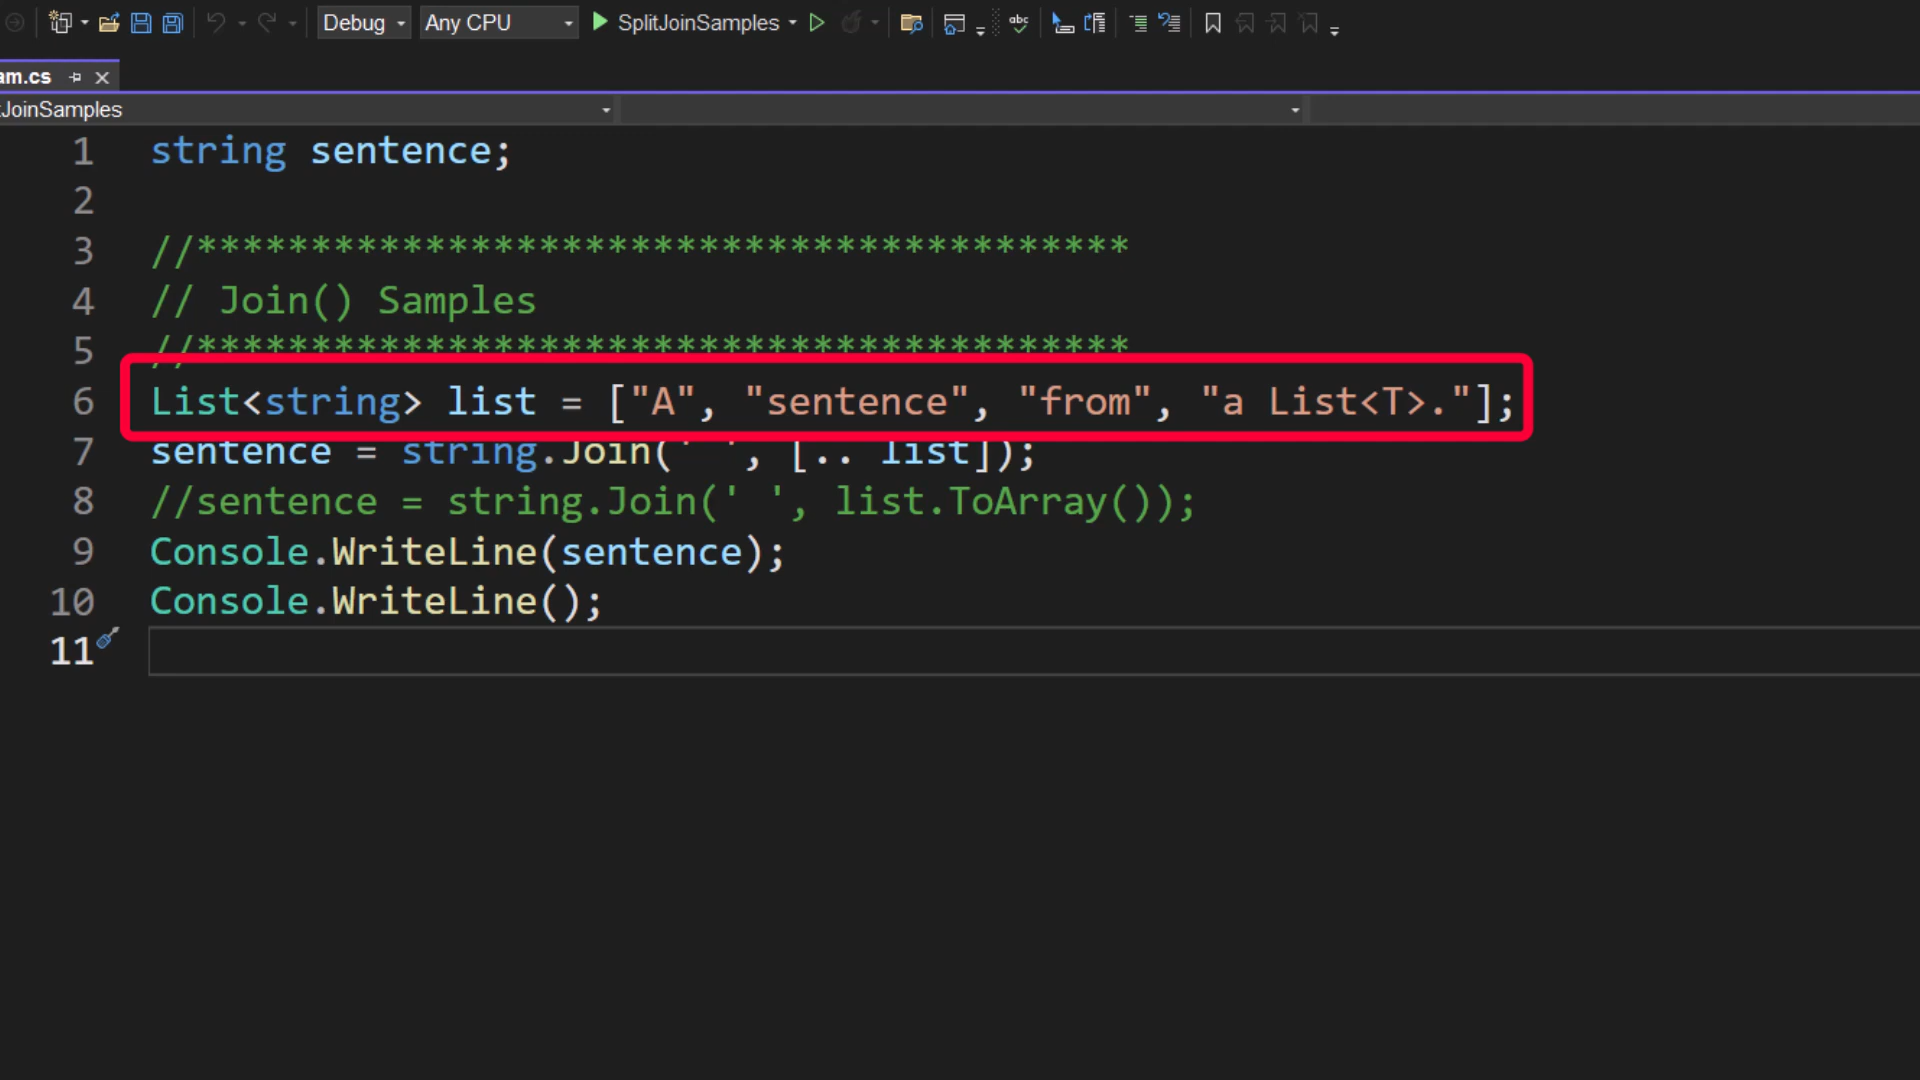 Debug Any CPU SplitJoinSamples abc
am.cs
JoinSamples
1 string sentence;
2
3 //*****************************************
4 // Join() Samples
5 //*****************************************
6 List<string> list = ["A", "sentence", "from", "a List<T>."];
7 sentence = string.Join(' ', [.. list]);
8 //sentence = string.Join(' ', list.ToArray());
9 Console.WriteLine(sentence);
10 Console.WriteLine();
11